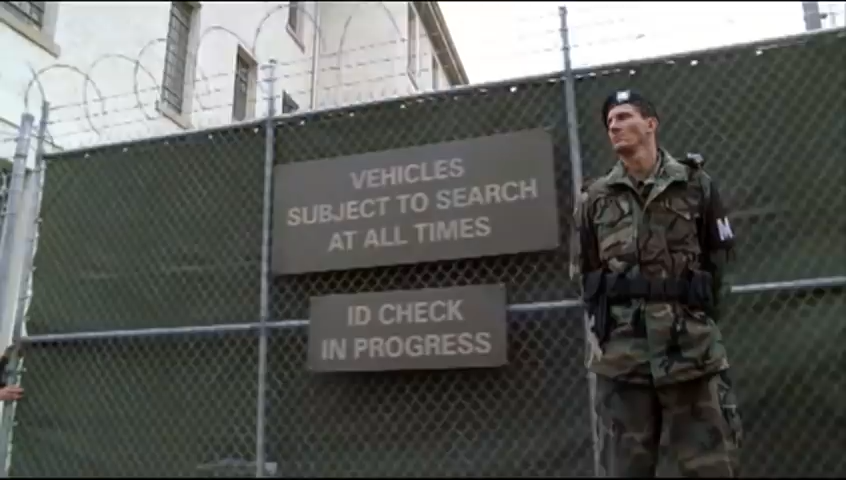 VEHICLES
SUBJECT TO SEARCH
AT ALL TIMES
ID CHECK
IN PROGRESS
M